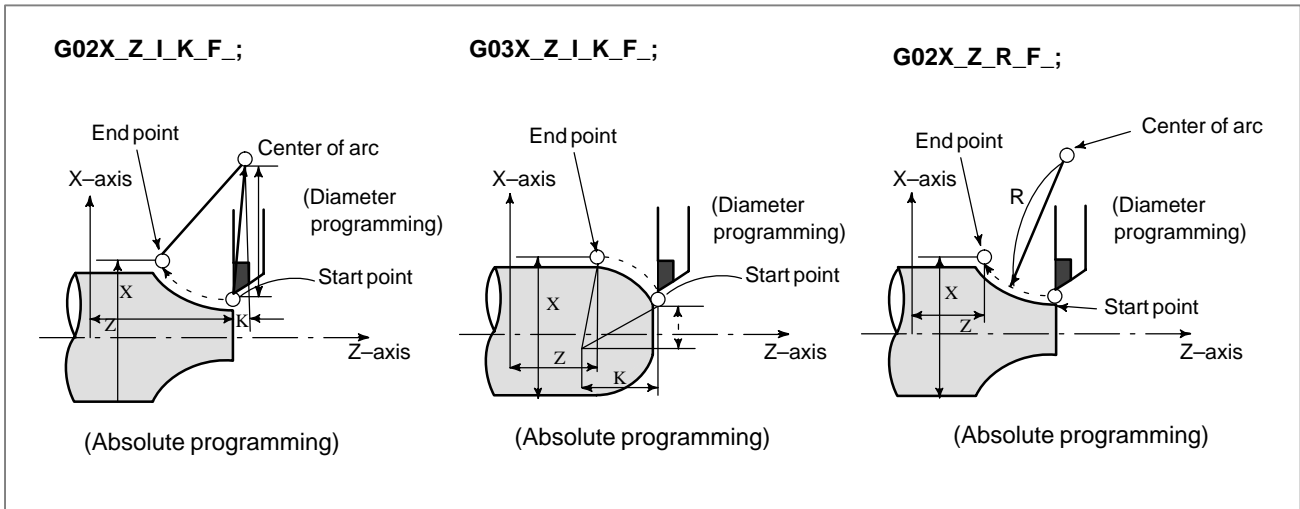 G02X_Z_I_K_F_;
End point
Center of arc
X–axis
(Diameter
programming)
Start point
X
Z
K
Z–axis
(Absolute programming)
G03X_Z_I_K_F_;
End point
X–axis
(Diameter
programming)
Start point
X
Z
K
Z–axis
(Absolute programming)
G02X_Z_R_F_;
End point
Center of arc
X–axis
R
(Diameter
programming)
X
Z
Start point
Z–axis
(Absolute programming)